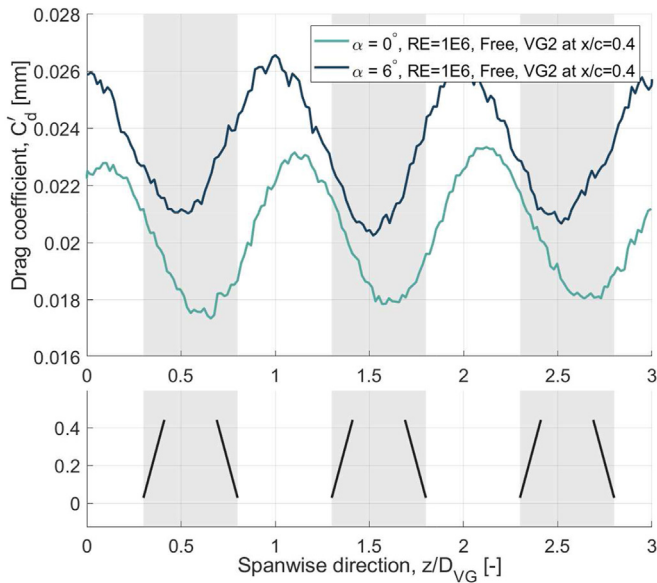 0.028
0.026
0.024
0.022
0.02
0.018
0.016
Drag coefficient, C'd [mm]
α = 0°, RE=1E6, Free, VG2 at x/c=0.4
α = 6°, RE=1E6, Free, VG2 at x/c=0.4
0 0.5 1 1.5 2 2.5 3
0.4
0.2
0
0 0.5 1 1.5 2 2.5 3
Spanwise direction, z/DVG [-]